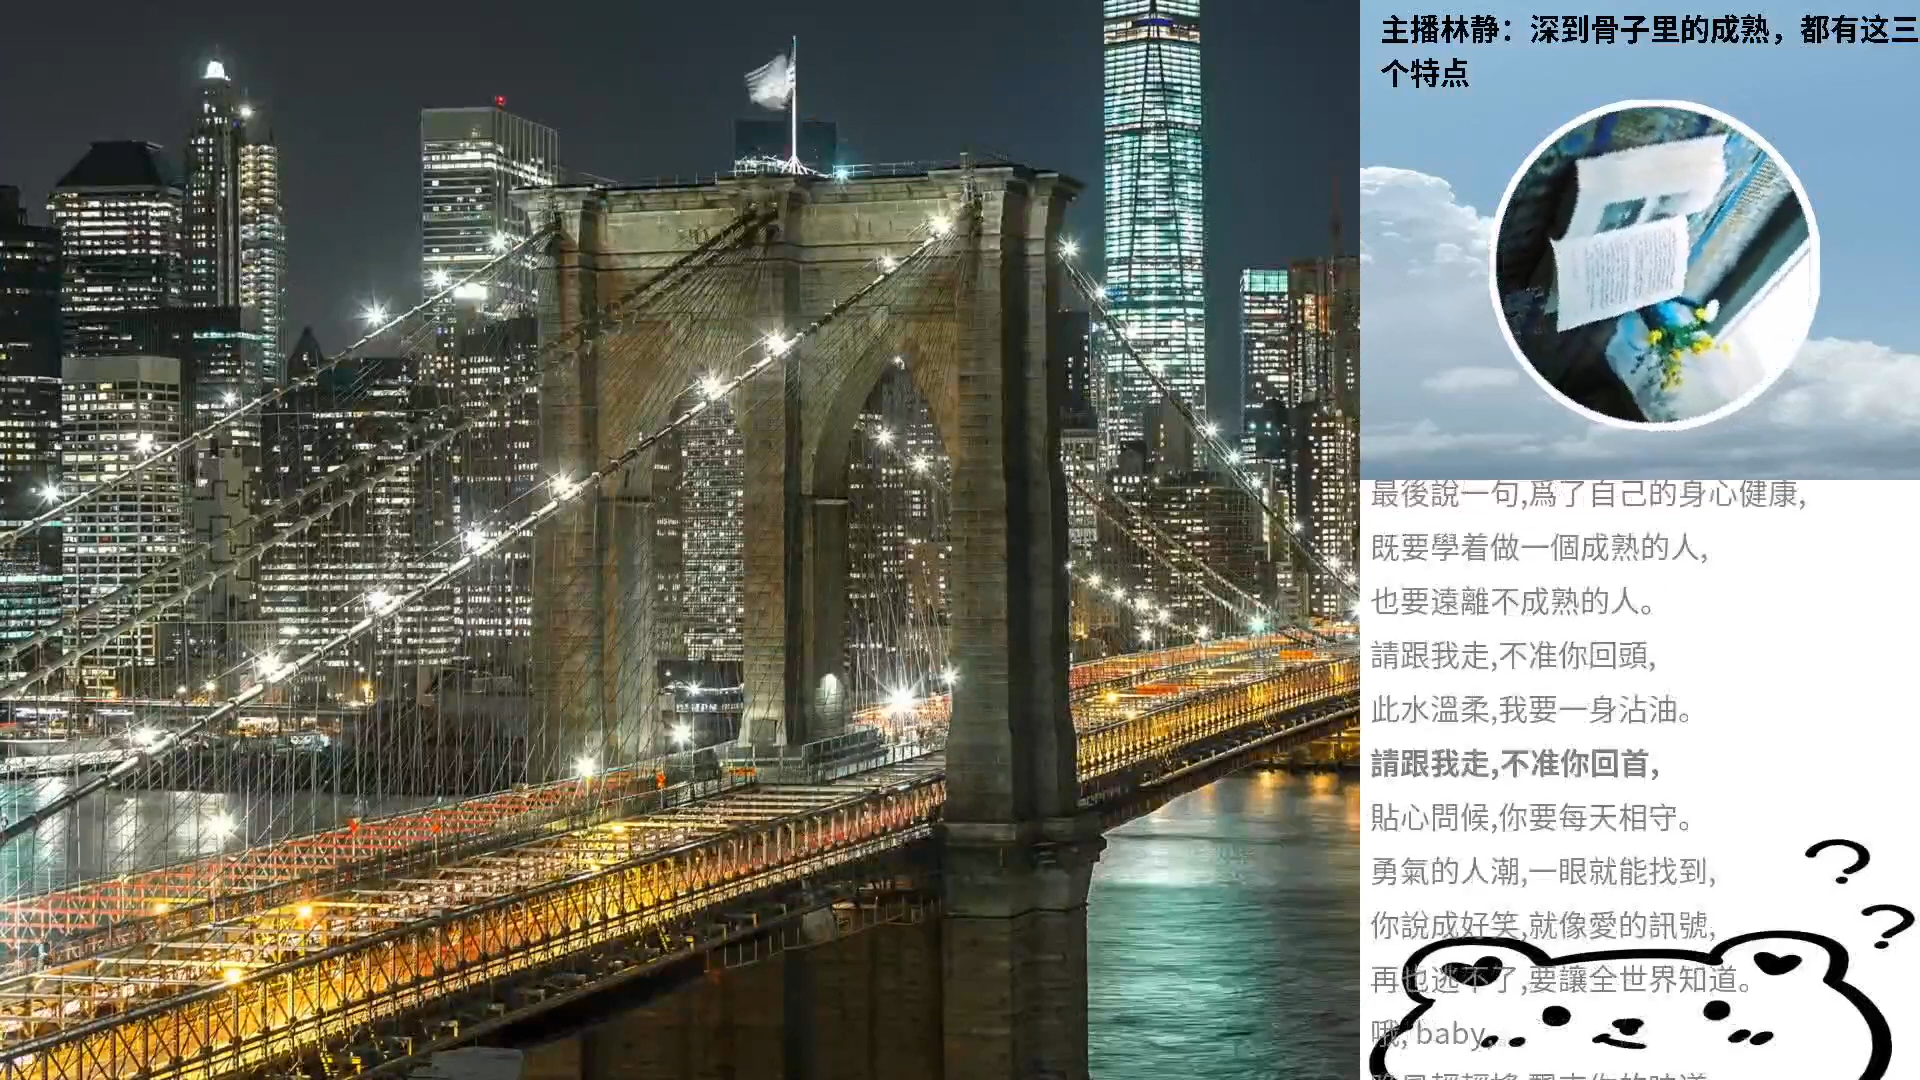 主播林静：深到骨子里的成熟，都有这三
个特点
最後說一句,爲了自己的身心健康,
既要學着做一個成熟的人,
也要遠離不成熟的人。
請跟我走,不准你回頭,
此水溫柔,我要一身沾油。
請跟我走,不准你回首,
貼心問候,你要每天相守。
勇氣的人潮,一眼就能找到,
你說成好笑,就像愛的訊號,
再也逃不了,要讓全世界知道。
哦, baby,